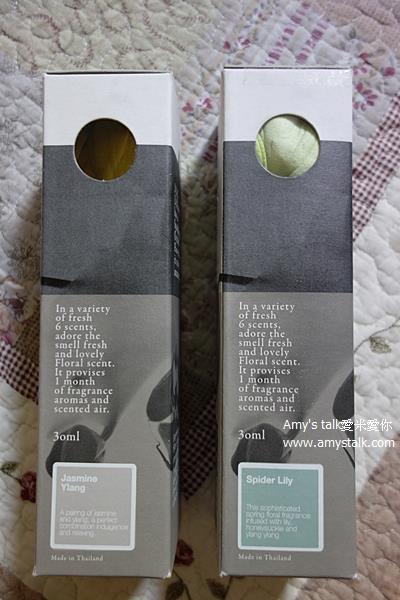 In a variety
of fresh
6 scents,
adore the
smell fresh
and lovely
Floral scent.
It provises
1 month
of fragrance
aromas and
scented air.
30ml
Jasmine
Ylang
A pairing of jasmine
and ylang, a perfect
combination indulgence
and relaxing.
Made in Thailand
In a variety
of fresh
6 scents,
adore the
smell fresh
and lovely
Floral scent.
It provises
1 month
of fragrance
aromas and
scented air.
30ml
Spider Lily
This sophisticated
spring floral fragrance
infused with lily,
honeysuckle and
ylang ylang
Made in Thailand
Amy's talk愛米愛你
www.amystalk.com